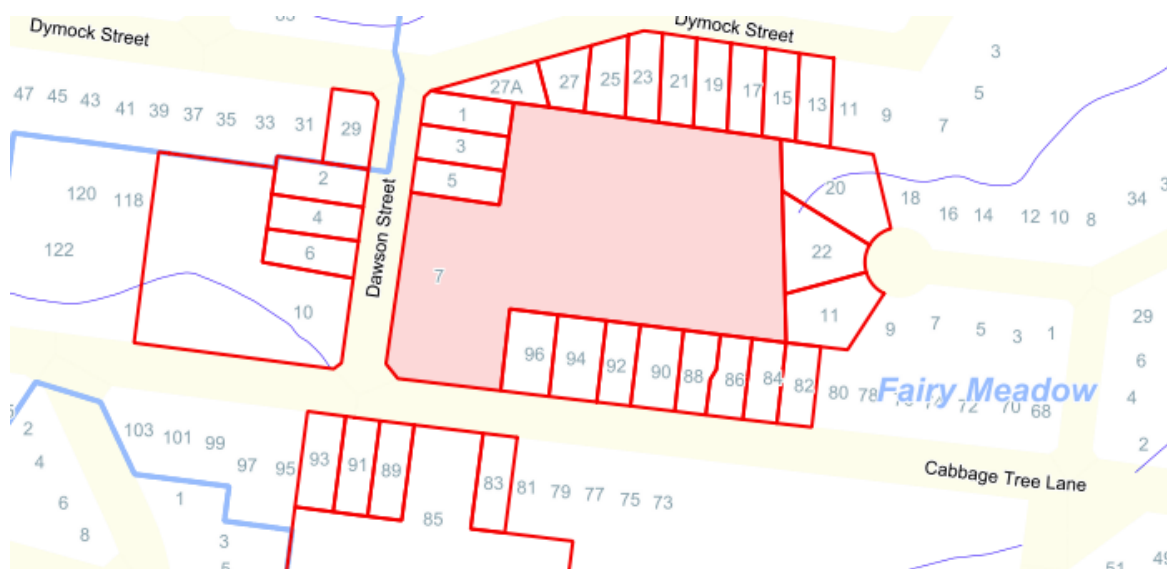 Dymock Street
Dymock Street
3
47 45 43 41 39 37 35 33 31 29
27A 27 25 23 21 19 17 15 13 11 9 7 5
1
3
5
2
4
6
10
120 118
122
Dawson Street
7
20
22
11
18 16 14 12 10 8 34
9 7 5 3 1
29
6
4
2
96 94 92 90 88 86 84 82 80 78 72 70 68
Fairy Meadow
Cabbage Tree Lane
103 101 99 97 95 93 91 89
85
83 81 79 77 75 73
2
4
6
8
1
3
51